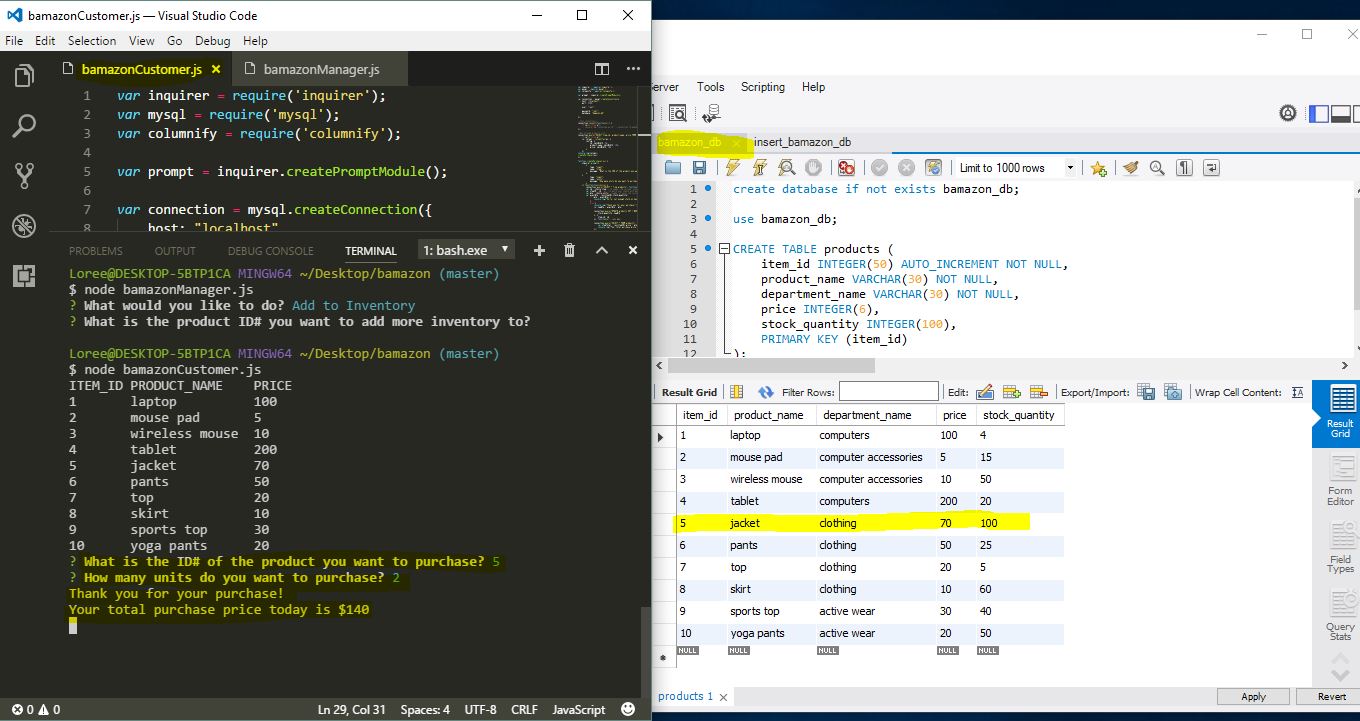 bamazonCustomer.js — Visual Studio Code
File Edit Selection View Go Debug Help
bamazonCustomer.js × bamazonManager.js
1 var inquirer = require('inquirer');
2 var mysql = require('mysql');
3 var columnify = require('columnify');
4
5 var prompt = inquirer.createPromptModule();
6
7 var connection = mysql.createConnection({
8 host: "localhost"
PROBLEMS OUTPUT DEBUG CONSOLE TERMINAL 1: bash.exe
Loree@DESKTOP-5BTP1CA MINGW64 ~/Desktop/bamazon (master)
$ node bamazonManager.js
? What would you like to do? Add to Inventory
? What is the product ID# you want to add more inventory to?
Loree@DESKTOP-5BTP1CA MINGW64 ~/Desktop/bamazon (master)
$ node bamazonCustomer.js
ITEM_ID PRODUCT_NAME PRICE
1 laptop 100
2 mouse pad 5
3 wireless mouse 10
4 tablet 200
5 jacket 70
6 pants 50
7 top 20
8 skirt 10
9 sports top 30
10 yoga pants 20
? What is the ID# of the product you want to purchase? 5
? How many units do you want to purchase? 2
Thank you for your purchase!
Your total purchase price today is $140
0 0 Ln 29, Col 31 Spaces: 4 UTF-8 CRLF JavaScript
erver Tools Scripting Help
bamazon_db × insert_bamazon_db
Limit to 1000 rows
1 create database if not exists bamazon_db;
2
3 use bamazon_db;
4
5 CREATE TABLE products (
6 item_id INTEGER(50) AUTO_INCREMENT NOT NULL,
7 product_name VARCHAR(30) NOT NULL,
8 department_name VARCHAR(30) NOT NULL,
9 price INTEGER(6),
10 stock_quantity INTEGER(100),
11 PRIMARY KEY (item_id)
12 );
Result Grid Filter Rows: Edit: Export/Import: Wrap Cell Content:
item_id product_name department_name price stock_quantity
1 laptop computers 100 4
2 mouse pad computer accessories 5 15
3 wireless mouse computer accessories 10 50
4 tablet computers 200 20
5 jacket clothing 70 100
6 pants clothing 50 25
7 top clothing 20 5
8 skirt clothing 10 60
9 sports top active wear 30 40
10 yoga pants active wear 20 50
NULL NULL NULL NULL NULL
Result
Grid
Form
Editor
Field
Types
Query
Stats
products 1 × Apply Revert